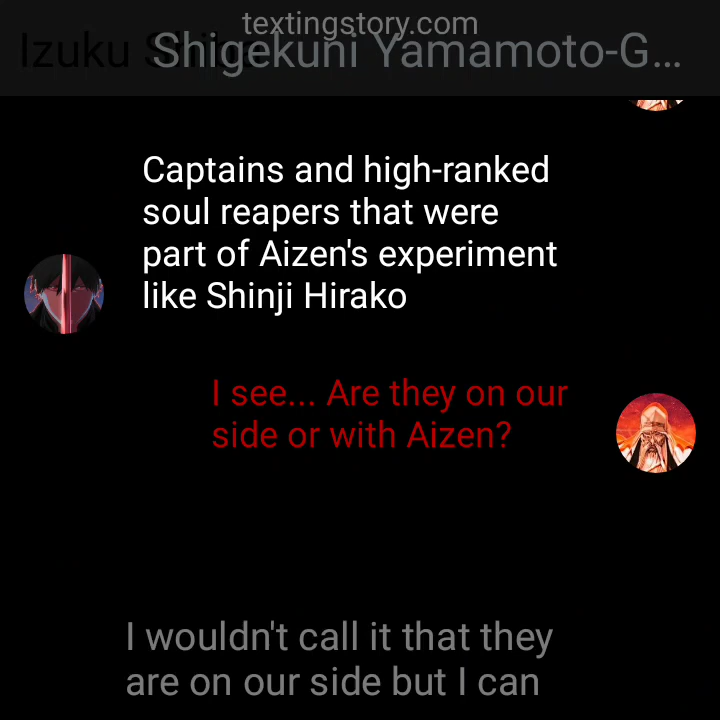 textingstory.com
Izuku
Shigekuni Yamamoto-G...
Captains and high-ranked
soul reapers that were
part of Aizen's experiment
like Shinji Hirako
I see... Are they on our
side or with Aizen?
I wouldn't call it that they
are on our side but I can